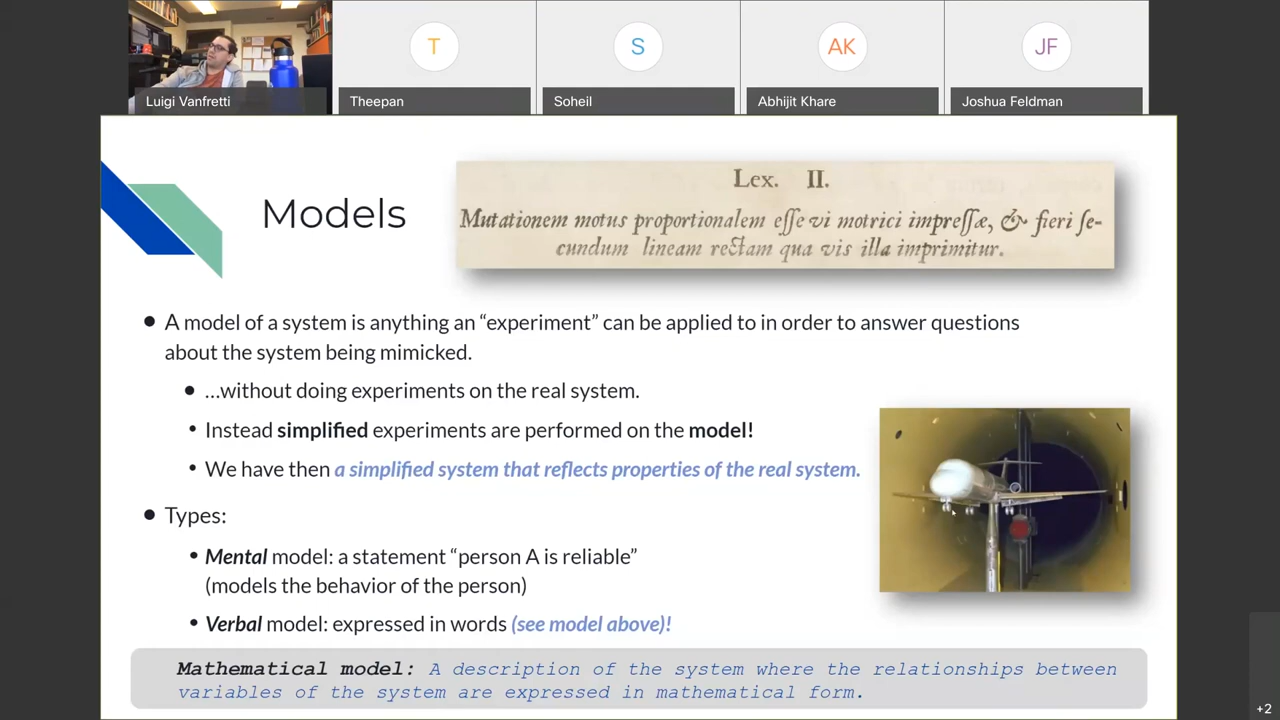 T
S
AK
JF
Luigi Vanfretti
Theepan
Soheil
Abhijit Khare
Joshua Feldman
Models
Lex. II.
Mutationem motus proportionalem eſſe vi motrici impreſſæ, & fieri ſe-
cundum lineam rectam qua vis illa imprimitur.
● A model of a system is anything an “experiment” can be applied to in order to answer questions
about the system being mimicked.
● …without doing experiments on the real system.
• Instead simplified experiments are performed on the model!
• We have then a simplified system that reflects properties of the real system.
● Types:
• Mental model: a statement “person A is reliable”
(models the behavior of the person)
• Verbal model: expressed in words (see model above)!
Mathematical model: A description of the system where the relationships between
variables of the system are expressed in mathematical form.
+2